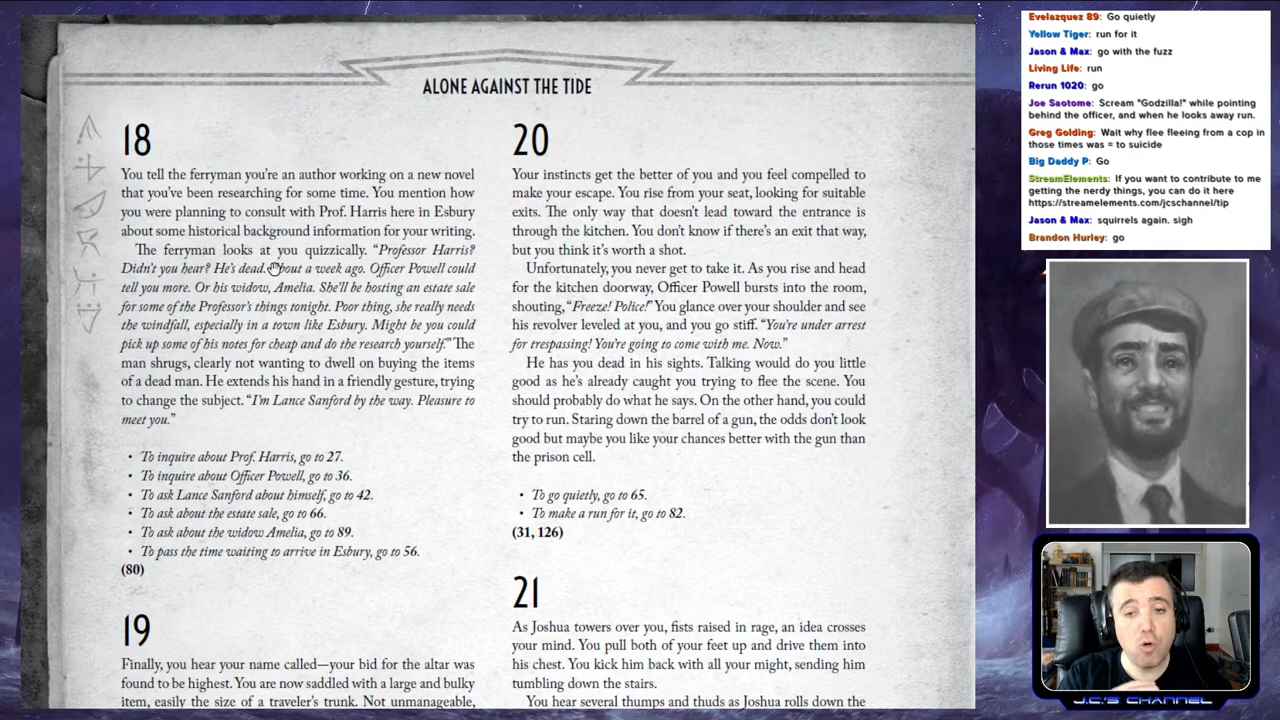 ALONE AGAINST THE TIDE
18
You tell the ferryman you're an author working on a new novel
that you've been researching for sometime. You mention how
you were planning to consult with Prof. Harris here in Esbury
about some historical background information for your writing.
The ferryman looks at you quizically. "Professor Harris?
Didn't you hear? He's dead. About a week ago. Officer Powell could
tell you more. Or his widow, Amelia. She'll be hosting an estate sale
for some of the Professor's things tonight. Poor thing, she really needs
the windfall, especially in a town like Esbury. Might be you could
pick up some of his notes for cheap and do the research yourself." The
man shrugs, clearly not wanting to dwell on buying the items
of a dead man. He extends his hand in a friendly gesture, trying
to change the subject. "I'm Lance Sanford by the way. Pleasure to
meet you."
• To inquire about Prof. Harris, go to 27.
• To inquire about Officer Powell, go to 36.
• To ask Lance Sanford about himself, go to 42.
• To ask about the estate sale, go to 66.
• To ask about the widow Amelia, go to 89.
• To pass the time waiting to arrive in Esbury, go to 56.
(80)
19
Finally, you hear your name called—your bid for the altar was
found to be highest. You are now saddled with a large and bulky
item, easily the size of a traveler's trunk. Not unmanageable,
20
Your instincts get the better of you and you feel compelled to
make your escape. You rise from your seat, looking for suitable
exits. The only way that doesn't lead toward the entrance is
through the kitchen. You don't know if there's an exit that way,
but you think it's worth a shot.
Unfortunately, you never get to take it. As you rise and head
for the kitchen doorway, Officer Powell bursts into the room,
shouting, "Freeze! Police!" You glance over your shoulder and see
his revolver leveled at you, and you go stiff. "You're under arrest
for trespassing! You're going to come with me. Now."
He has you dead in his sights. Talking would do you little
good as he's already caught you trying to flee the scene. You
should probably do what he says. On the other hand, you could
try to run. Staring down the barrel of a gun, the odds don't look
good but maybe you like your chances better with the gun than
the prison cell.
• To go quietly, go to 65.
• To make a run for it, go to 82.
(31, 126)
21
As Joshua towers over you, fists raised in rage, an idea crosses
your mind. You pull both of your feet up and drive them into
his chest. You kick him back with all your might, sending him
tumbling down the stairs.
You hear several thumps and thuds as Joshua rolls down the
Evelazquez 89: Go quietly
Yellow Tiger: run for it
Jason & Max: go with the fuzz
Living Life: run
Rerun 1020: go
Joe Saotome: Scream "Godzilla!" while pointing
behind the officer, and when he looks away run.
Greg Golding: Wait why flee fleeing from a cop in
those times was = to suicide
Big Daddy P: Go
StreamElements: If you want to contribute to me
getting the nerdy things, you can do it here
https://streamelements.com/jcschannel/tip
Jason & Max: squirrels again. sigh
Brandon Hurley: go
J.C.'S CHANNEL